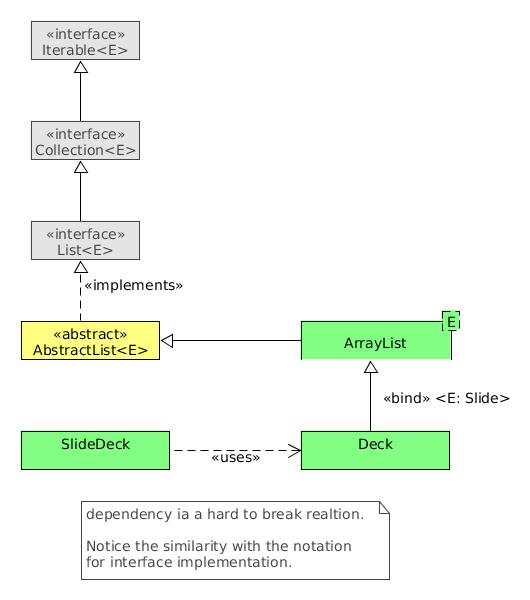 «interface»
Iterable<E>
«interface»
Collection<E>
«interface»
List<E>
«implements»
«abstract»
AbstractList<E>
E
ArrayList
«bind» <E: Slide>
SlideDeck
«uses»
Deck
dependency ia a hard to break realtion.
Notice the similarity with the notation
for interface implementation.